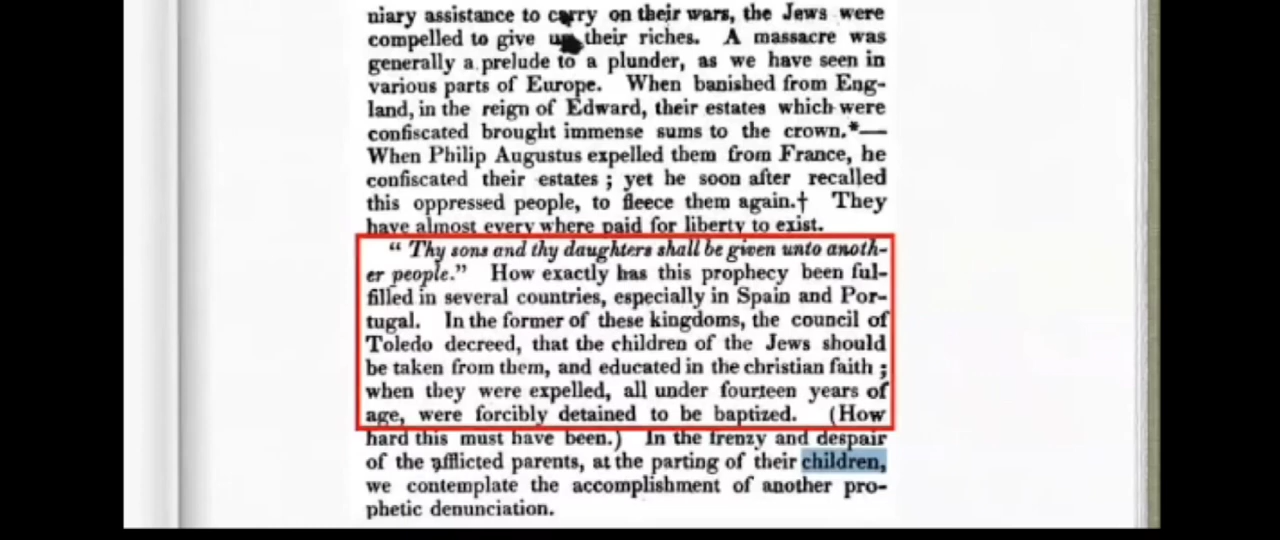 niary assistance to carry on their wars, the Jews were
compelled to give up their riches. A massacre was
generally a prelude to a plunder, as we have seen in
various parts of Europe. When banished from Eng-
land, in the reign of Edward, their estates which were
confiscated brought immense sums to the crown.*—
When Philip Augustus expelled them from France, he
confiscated their estates ; yet he soon after recalled
this oppressed people, to fleece them again.† They
have almost every where paid for liberty to exist.
“ Thy sons and thy daughters shall be given unto anoth-
er people.” How exactly has this prophecy been ful-
filled in several countries, especially in Spain and Por-
tugal. In the former of these kingdoms, the council of
Toledo decreed, that the children of the Jews should
be taken from them, and educated in the christian faith ;
when they were expelled, all under fourteen years of
age, were forcibly detained to be baptized. (How
hard this must have been.) In the frenzy and despair
of the afflicted parents, at the parting of their children,
we contemplate the accomplishment of another pro-
phetic denunciation.